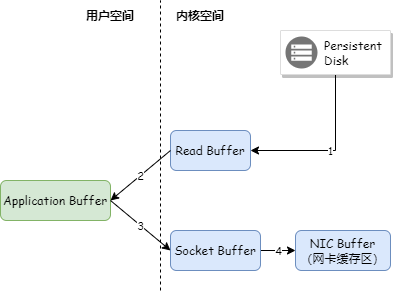 用户空间
内核空间
Persistent
Disk
Read Buffer
1
2
Application Buffer
3
Socket Buffer
4
NIC Buffer
(网卡缓存区)